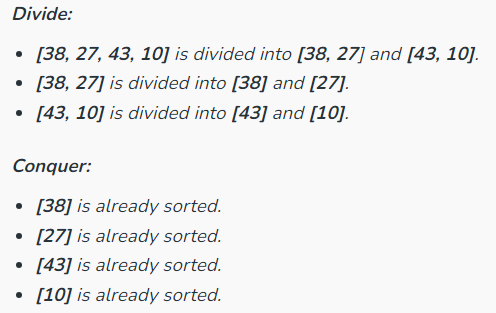 Divide:
• [38, 27, 43, 10] is divided into [38, 27] and [43, 10].
• [38, 27] is divided into [38] and [27].
• [43, 10] is divided into [43] and [10].
Conquer:
• [38] is already sorted.
• [27] is already sorted.
• [43] is already sorted.
• [10] is already sorted.